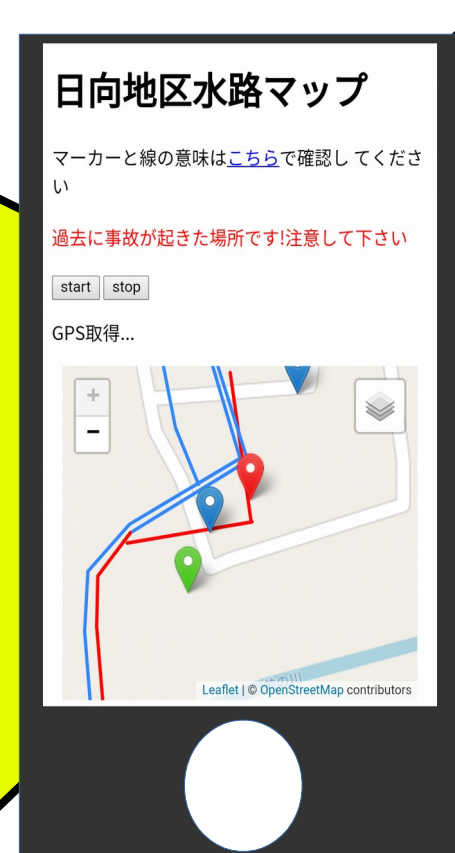 日向地区水路マップ
マーカーと線の意味はこちらで確認し てくださ
い
過去に事故が起きた場所です!注意して下さい
start stop
GPS取得...
+
−
Leaflet | © OpenStreetMap contributors